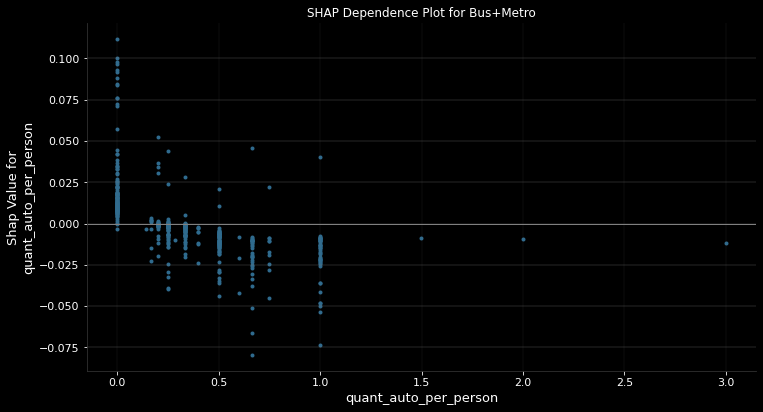 SHAP Dependence Plot for Bus+Metro
0.100
0.075
0.050
0.025
0.000
−0.025
−0.050
−0.075
Shap Value for
quant_auto_per_person
0.0 0.5 1.0 1.5 2.0 2.5 3.0
quant_auto_per_person